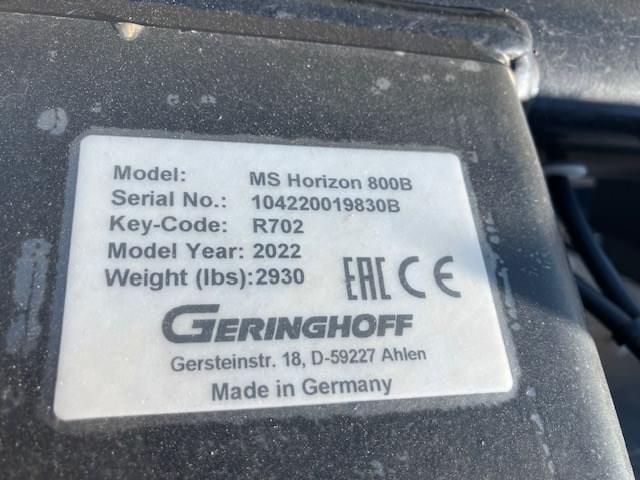 Model: MS Horizon 800B
Serial No.: 104220019830B
Key-Code: R702
Model Year: 2022
Weight (lbs): 2930
EAC CE
GERINGHOFF
Gersteinstr. 18, D-59227 Ahlen
Made in Germany